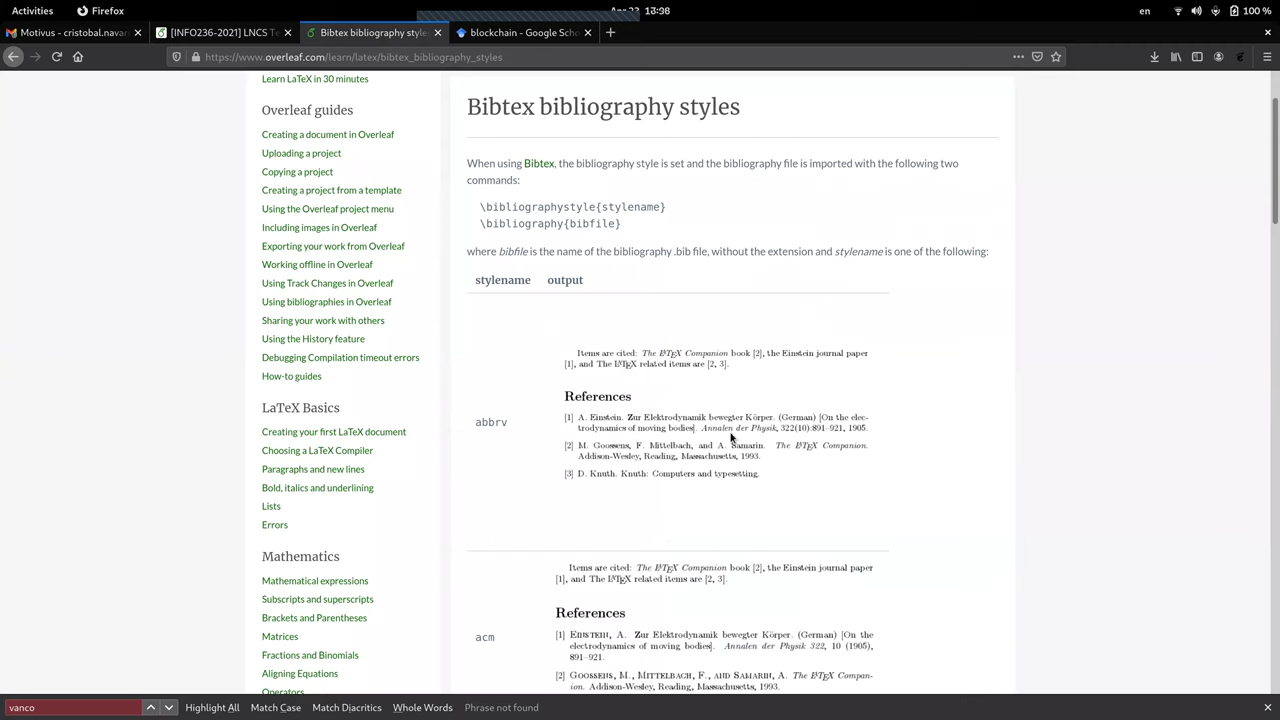 Activities
Firefox
en
100 %
Motivus - cristobal.navar
[INFO236-2021] LNCS Te
Bibtex bibliography style
blockchain - Google Scho
https://www.overleaf.com/learn/latex/bibtex_bibliography_styles
Learn LaTeX in 30 minutes
Overleaf guides
Creating a document in Overleaf
Uploading a project
Copying a project
Creating a project from a template
Using the Overleaf project menu
Including images in Overleaf
Exporting your work from Overleaf
Working offline in Overleaf
Using Track Changes in Overleaf
Using bibliographies in Overleaf
Sharing your work with others
Using the History feature
Debugging Compilation timeout errors
How-to guides
LaTeX Basics
Creating your first LaTeX document
Choosing a LaTeX Compiler
Paragraphs and new lines
Bold, italics and underlining
Lists
Errors
Mathematics
Mathematical expressions
Subscripts and superscripts
Brackets and Parentheses
Matrices
Fractions and Binomials
Aligning Equations
Operators
Bibtex bibliography styles
When using Bibtex, the bibliography style is set and the bibliography file is imported with the following two
commands:
\bibliographystyle{stylename}
\bibliography{bibfile}
where bibfile is the name of the bibliography .bib file, without the extension and stylename is one of the following:
stylename output
abbrv
Items are cited: The LATEX Companion book [2], the Einstein journal paper
[1], and The LATEX related items are [2, 3].
References
[1] A. Einstein. Zur Elektrodynamik bewegter Körper. (German) [On the elec-
trodynamics of moving bodies]. Annalen der Physik, 322(10):891–921, 1905.
[2] M. Goossens, F. Mittelbach, and A. Samarin. The LATEX Companion.
Addison-Wesley, Reading, Massachusetts, 1993.
[3] D. Knuth. Knuth: Computers and typesetting.
acm
Items are cited: The LATEX Companion book [2], the Einstein journal paper
[1], and The LATEX related items are [2, 3].
References
[1] EINSTEIN, A. Zur Elektrodynamik bewegter Körper. (German) [On the
electrodynamics of moving bodies]. Annalen der Physik 322, 10 (1905),
891–921.
[2] GOOSSENS, M., MITTELBACH, F., AND SAMARIN, A. The LATEX Compan-
ion. Addison-Wesley, Reading, Massachusetts, 1993.
vanco
Highlight All
Match Case
Match Diacritics
Whole Words
Phrase not found